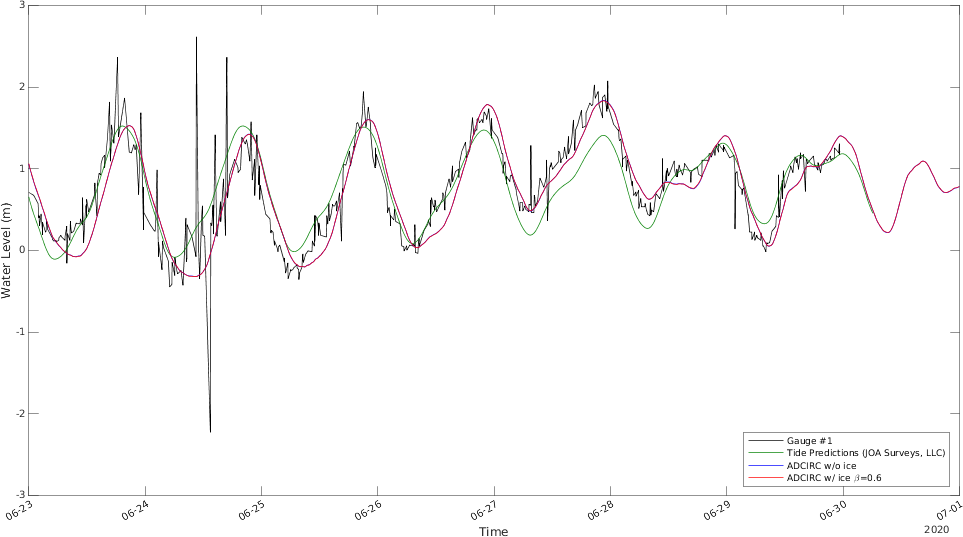 3
2
1
0
-1
-2
-3
Water Level (m)
06-23
06-24
06-25
06-26
06-27
06-28
06-29
06-30
07-01
Time
2020
Gauge #1
Tide Predictions (JOA Surveys, LLC)
ADCIRC w/o ice
ADCIRC w/ ice β=0.6